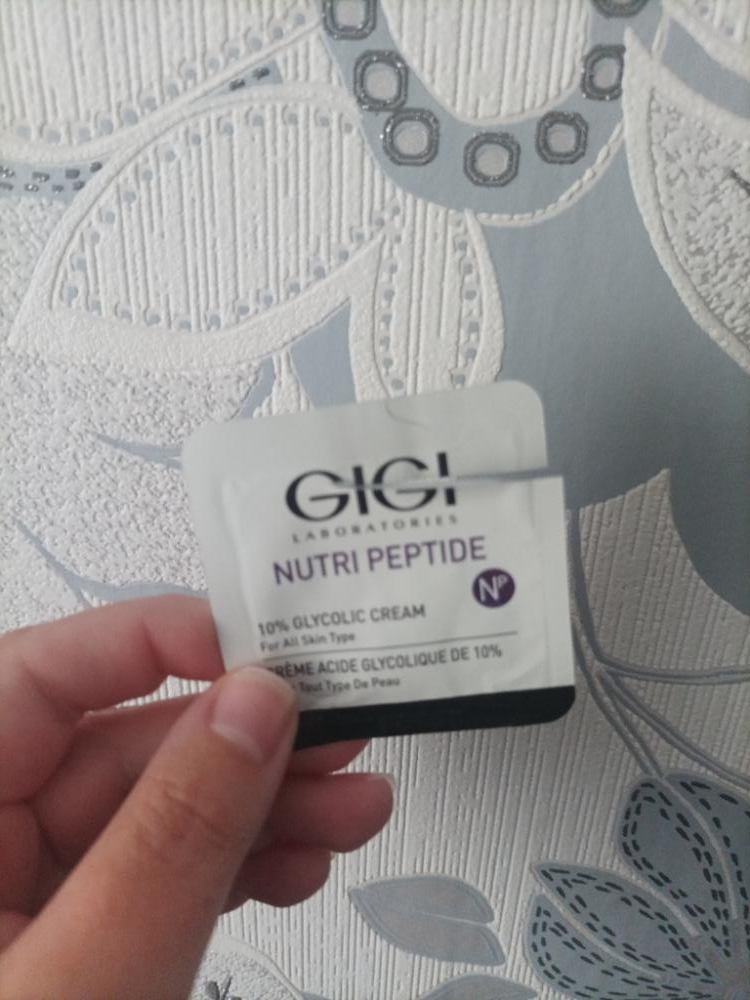 GIGI
LABORATORIES
NUTRI PEPTIDE
NP
10% GLYCOLIC CREAM
For All Skin Type
CRÈME ACIDE GLYCOLIQUE DE 10%
Tout Type De Peau